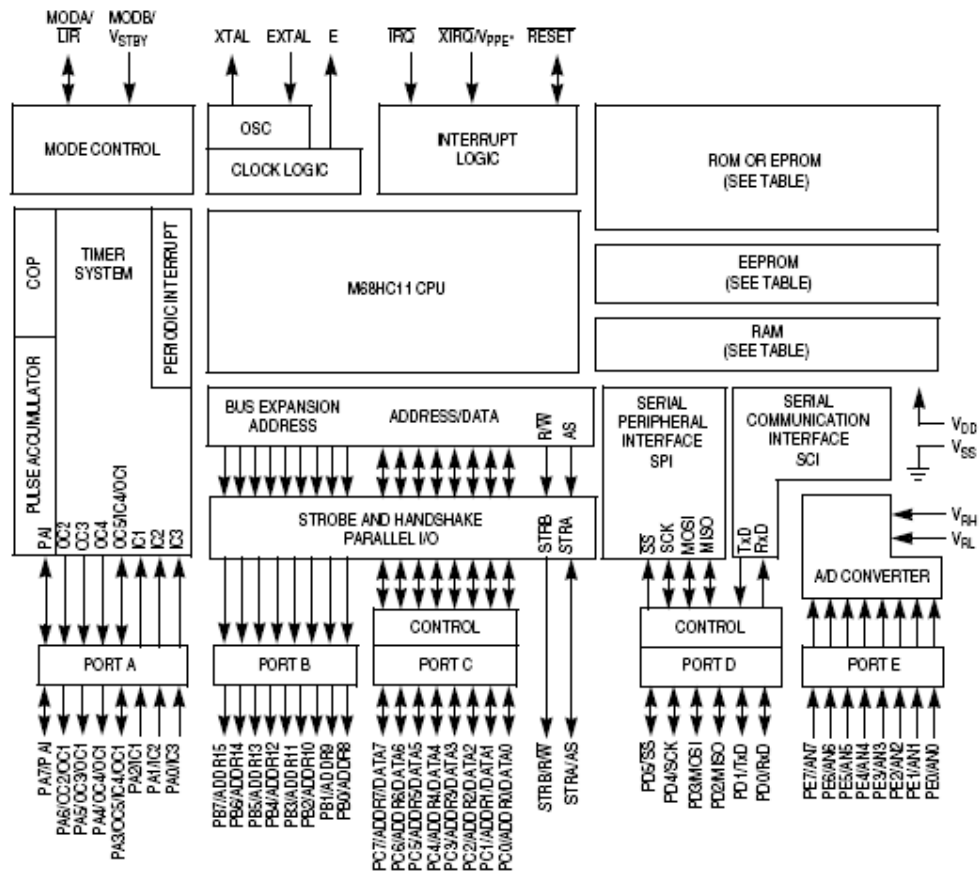 MODA/ MODB/
LIR VSTBY XTAL EXTAL E IRQ XIRQ/VPPE* RESET
MODE CONTROL
OSC
CLOCK LOGIC
INTERRUPT
LOGIC
ROM OR EPROM
(SEE TABLE)
COP
TIMER
SYSTEM
PERIODIC INTERRUPT
M68HC11 CPU
EEPROM
(SEE TABLE)
RAM
(SEE TABLE)
PULSE ACCUMULATOR
PAI
OC2
OC3
OC4
OC5/IC4/OCI
IC1
IC2
IC3
BUS EXPANSION
ADDRESS
ADDRESS/DATA
R/W
AS
STROBE AND HANDSHAKE
PARALLEL I/O
STRB
STRA
SERIAL
PERIPHERAL
INTERFACE
SPI
SS
SCK
MOSI
MISO
SERIAL
COMMUNICATION
INTERFACE
SCI
TxD
RxD
VDD
VSS
VRH
VRL
A/D CONVERTER
CONTROL
CONTROL
PORT A
PORT B
PORT C
PORT D
PORT E
PA7/PAI
PA6/OC2/OC1
PA5/OC3/OC1
PA4/OC4/OC1
PA3/OC5/IC4/OC1
PA2/IC1
PA1/IC2
PA0/IC3
PB7/ADDR15
PB6/ADDR14
PB5/ADDR13
PB4/ADDR12
PB3/ADDR11
PB2/ADDR10
PB1/ADDR9
PB0/ADDR8
PC7/ADDR7/DATA7
PC6/ADDR6/DATA6
PC5/ADDR5/DATA5
PC4/ADDR4/DATA4
PC3/ADDR3/DATA3
PC2/ADDR2/DATA2
PC1/ADDR1/DATA1
PC0/ADDR0/DATA0
STRB/R/W
STRA/AS
PD5/SS
PD4/SCK
PD3/MOSI
PD2/MISO
PD1/TxD
PD0/RxD
PE7/AN7
PE6/AN6
PE5/AN5
PE4/AN4
PE3/AN3
PE2/AN2
PE1/AN1
PE0/AN0